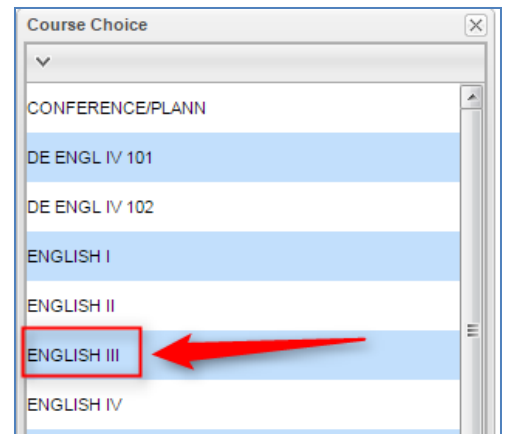 Course Choice
CONFERENCE/PLANN
DE ENGL IV 101
DE ENGL IV 102
ENGLISH I
ENGLISH II
ENGLISH III
ENGLISH IV